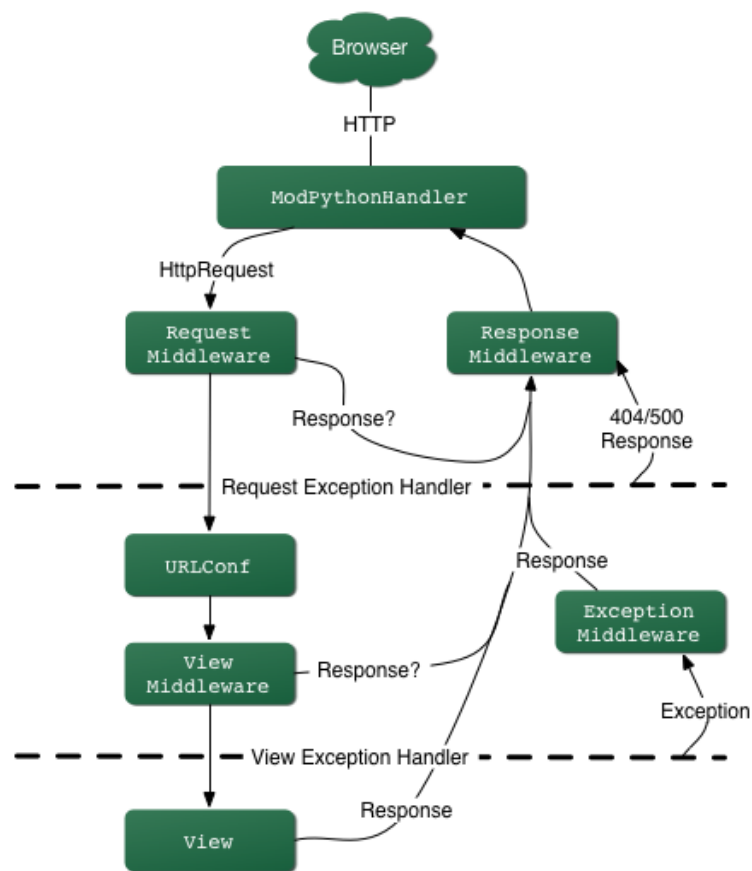 Browser
HTTP
ModPythonHandler
HttpRequest
Request
Middleware
Response
Middleware
Response?
404/500
Response
Request Exception Handler
URLConf
Response
Exception
Middleware
View
Middleware
Response?
Exception
View Exception Handler
Response
View